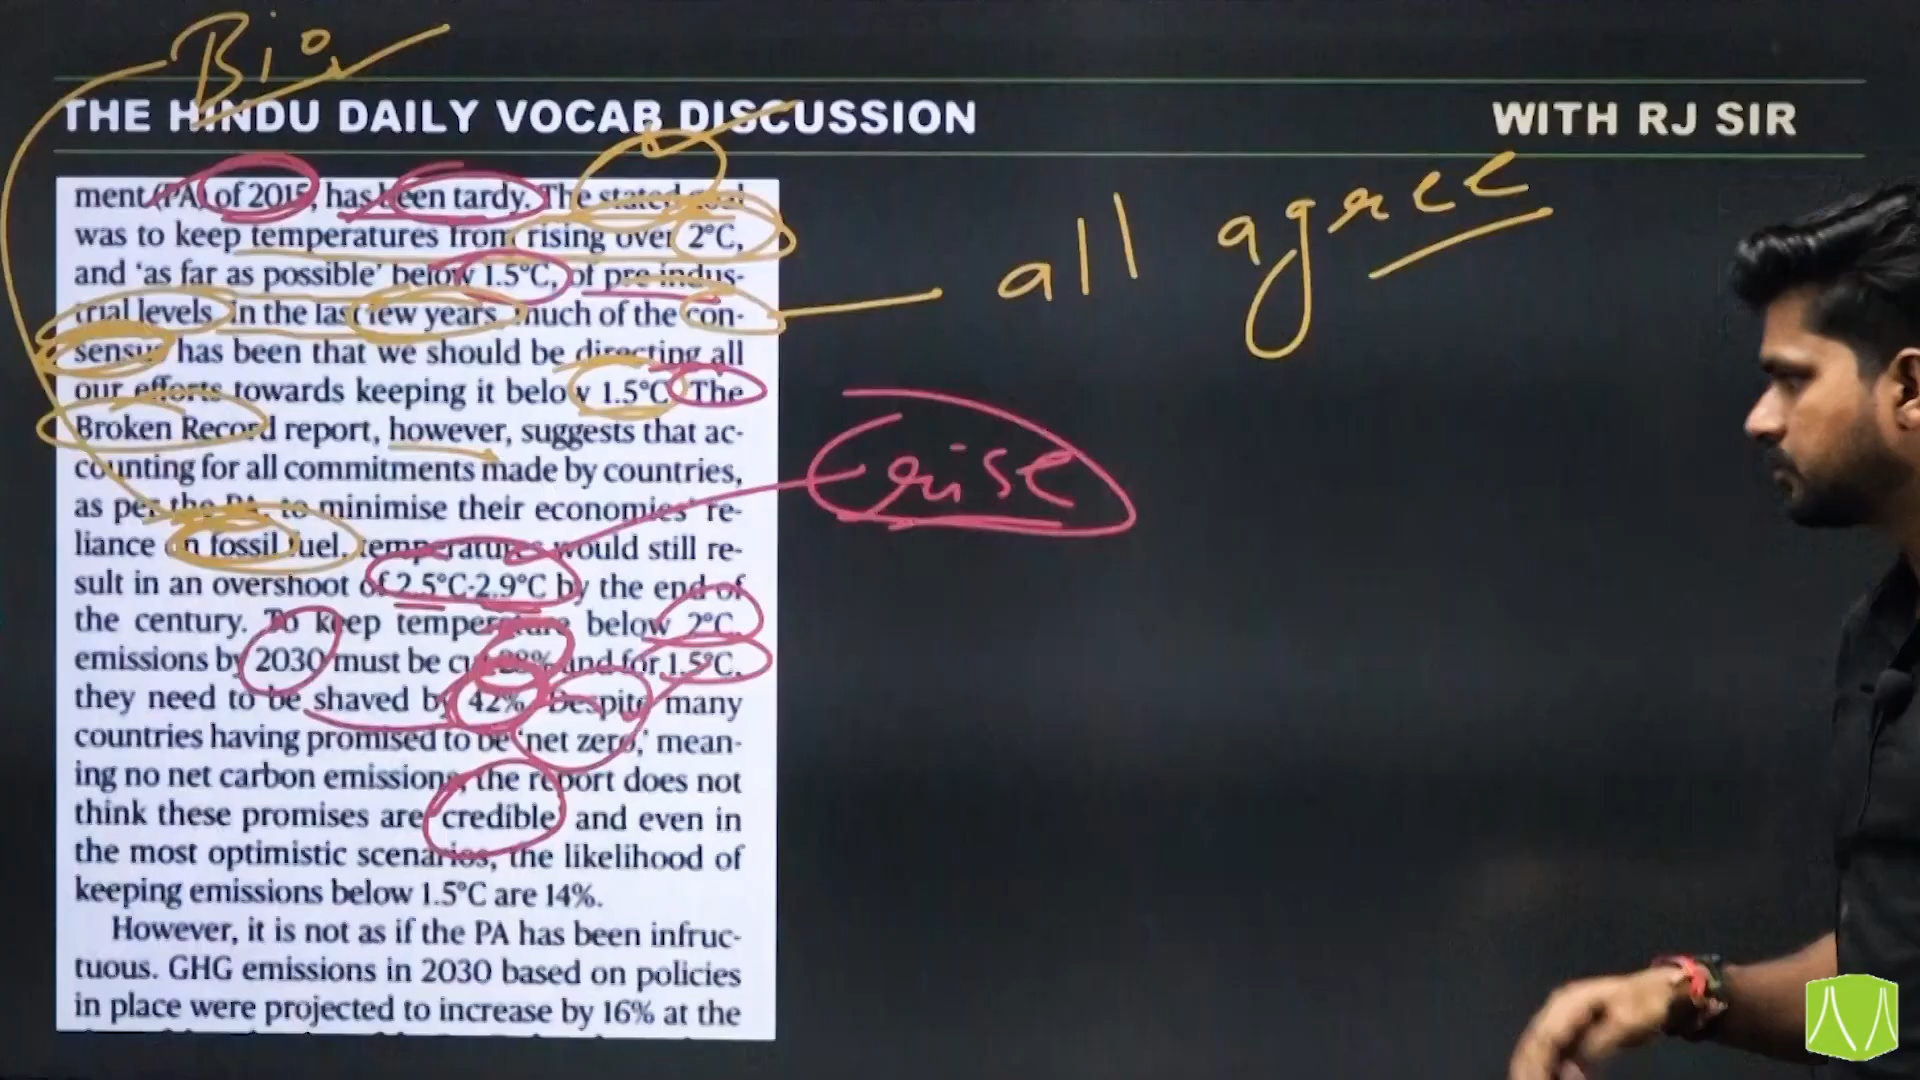 Bio
THE HINDU DAILY VOCAB DISCUSSION
WITH RJ SIR
ment (PA) of 2015, has been tardy. The stated goal
was to keep temperatures from rising over 2°C,
and ‘as far as possible’ below 1.5°C, of pre-indus-
trial levels. In the last few years, much of the con-
sensus has been that we should be directing all
our efforts towards keeping it below 1.5°C. The
Broken Record report, however, suggests that ac-
counting for all commitments made by countries,
as per the PA, to minimise their economies’ re-
liance on fossil fuel, temperatures would still re-
sult in an overshoot of 2.5°C-2.9°C by the end of
the century. To keep temperature below 2°C,
emissions by 2030 must be cut 28% and for 1.5°C,
they need to be shaved by 42%. Despite many
countries having promised to be ‘net zero,’ mean-
ing no net carbon emissions, the report does not
think these promises are credible and even in
the most optimistic scenarios, the likelihood of
keeping emissions below 1.5°C are 14%.
However, it is not as if the PA has been infruc-
tuous. GHG emissions in 2030 based on policies
in place were projected to increase by 16% at the
all agree
rise